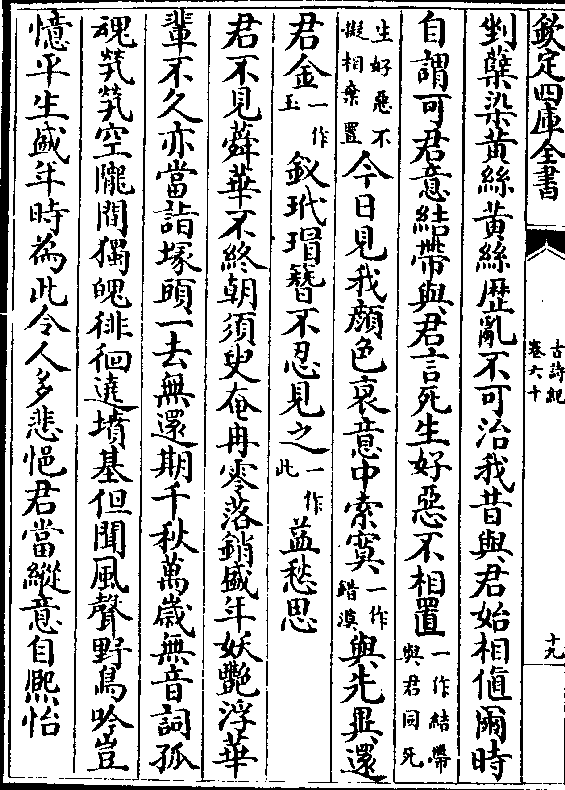 欽定四庫全書
古詩紀
卷六十
十九
剉蘗染黃絲黃絲歷亂不可治我昔與君始相值爾時
自謂可君意結帶與君言死生好惡不相置一作結帶與君同死
生好惡不擬相棄置今日見我顏色衰意中索寞一作錯漠與先異還
君金一作玉釵玳瑁簪不忍見之一作此益愁思
君不見蕣華不終朝須臾奄冉零落銷盛年妖艷浮華
輩不久亦當詣塚頭一去無還期千秋萬歲無音詞孤
魂煢煢空隴間獨魄徘徊遶墳基但聞風聲野鳥吟豈
憶平生盛年時為此令人多悲悒君當縱意自熙怡